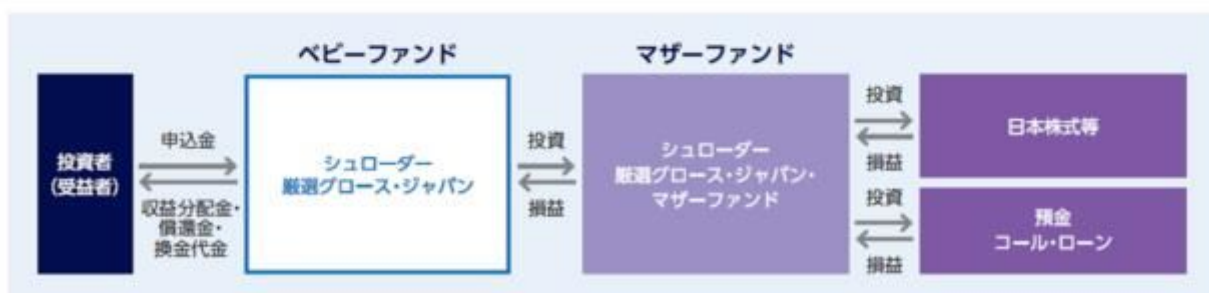 ベビーファンド
マザーファンド
投資者
(受益者)
申込金
収益分配金・
償還金・
換金代金
シュローダー
厳選グロース・ジャパン
投資
損益
シュローダー
厳選グロース・ジャパン・
マザーファンド
投資
損益
日本株式等
投資
損益
預金
コール・ローン